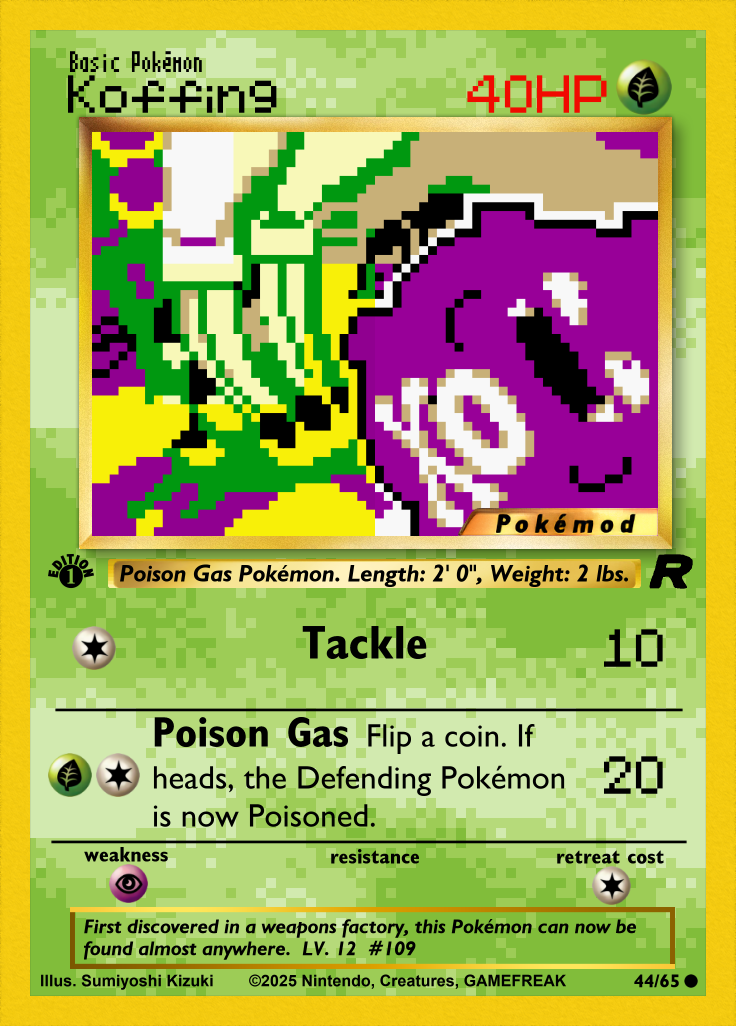 Basic Pokémon
Koffing
40HP
Pokémod
EDITION
1
Poison Gas Pokémon. Length: 2' 0", Weight: 2 lbs.
R
Tackle
10
Poison Gas Flip a coin. If
heads, the Defending Pokémon
is now Poisoned.
20
weakness
resistance
retreat cost
First discovered in a weapons factory, this Pokémon can now be
found almost anywhere. LV. 12 #109
Illus. Sumiyoshi Kizuki ©2025 Nintendo, Creatures, GAMEFREAK 44/65